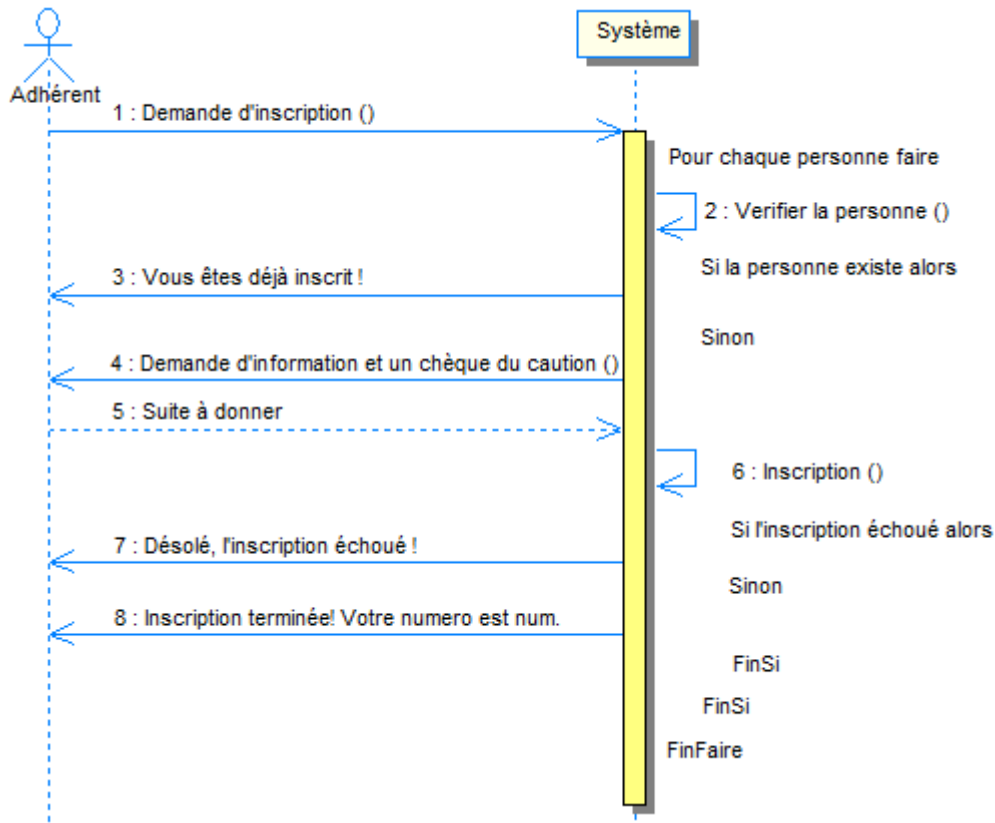 Système
Adhérent
1 : Demande d'inscription ()
Pour chaque personne faire
2 : Verifier la personne ()
Si la personne existe alors
3 : Vous êtes déjà inscrit !
Sinon
4 : Demande d'information et un chèque du caution ()
5 : Suite à donner
6 : Inscription ()
Si l'inscription échoué alors
7 : Désolé, l'inscription échoué !
Sinon
8 : Inscription terminée! Votre numero est num.
FinSi
FinSi
FinFaire